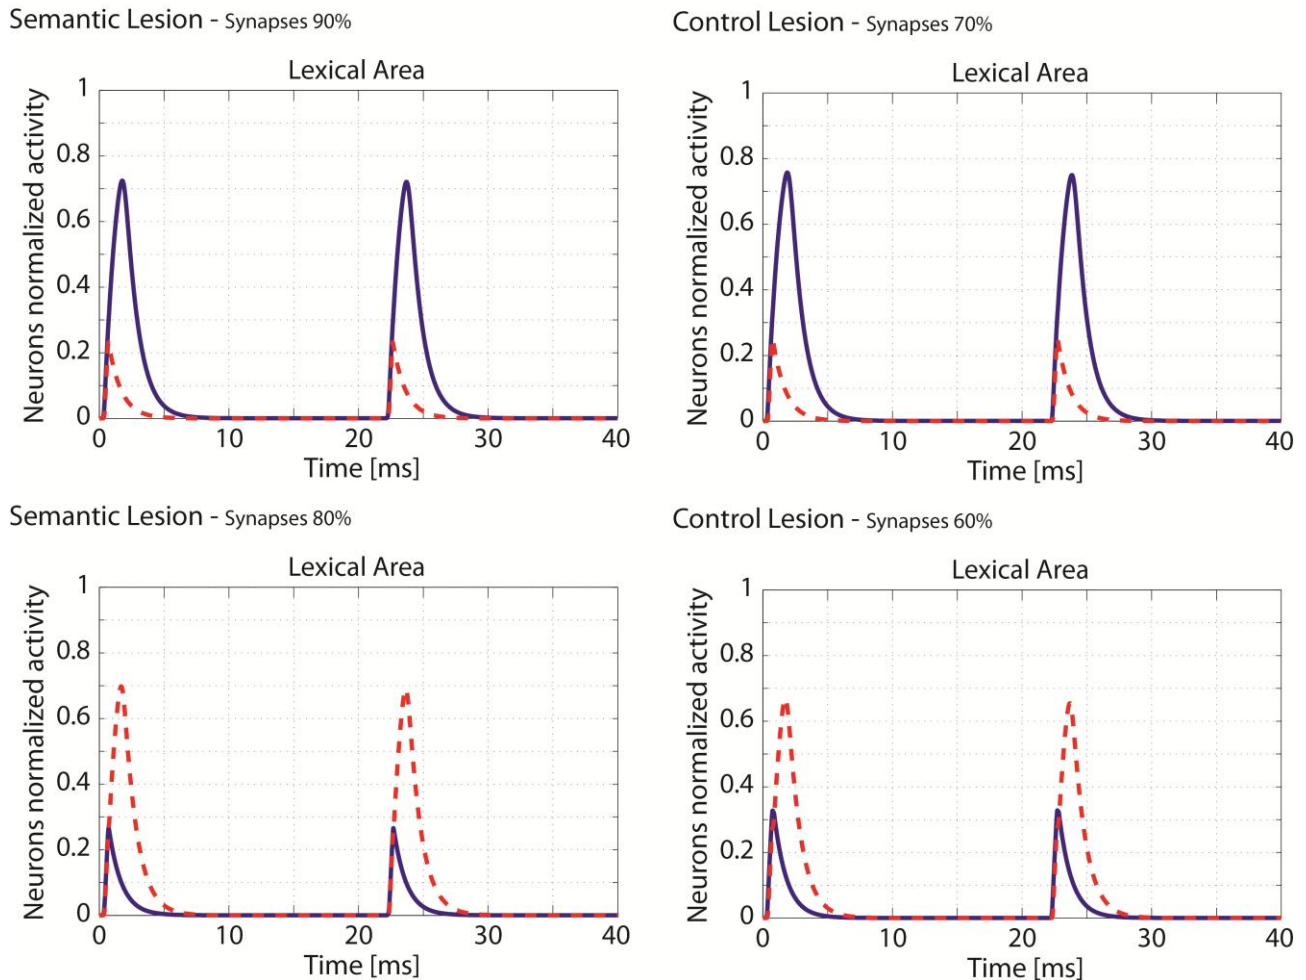 Semantic Lesion - Synapses 90%
Lexical Area
Neurons normalized activity
1
0.8
0.6
0.4
0.2
0
0 10 20 30 40
Time [ms]
Control Lesion - Synapses 70%
Lexical Area
Neurons normalized activity
1
0.8
0.6
0.4
0.2
0
0 10 20 30 40
Time [ms]
Semantic Lesion - Synapses 80%
Lexical Area
Neurons normalized activity
1
0.8
0.6
0.4
0.2
0
0 10 20 30 40
Time [ms]
Control Lesion - Synapses 60%
Lexical Area
Neurons normalized activity
1
0.8
0.6
0.4
0.2
0
0 10 20 30 40
Time [ms]